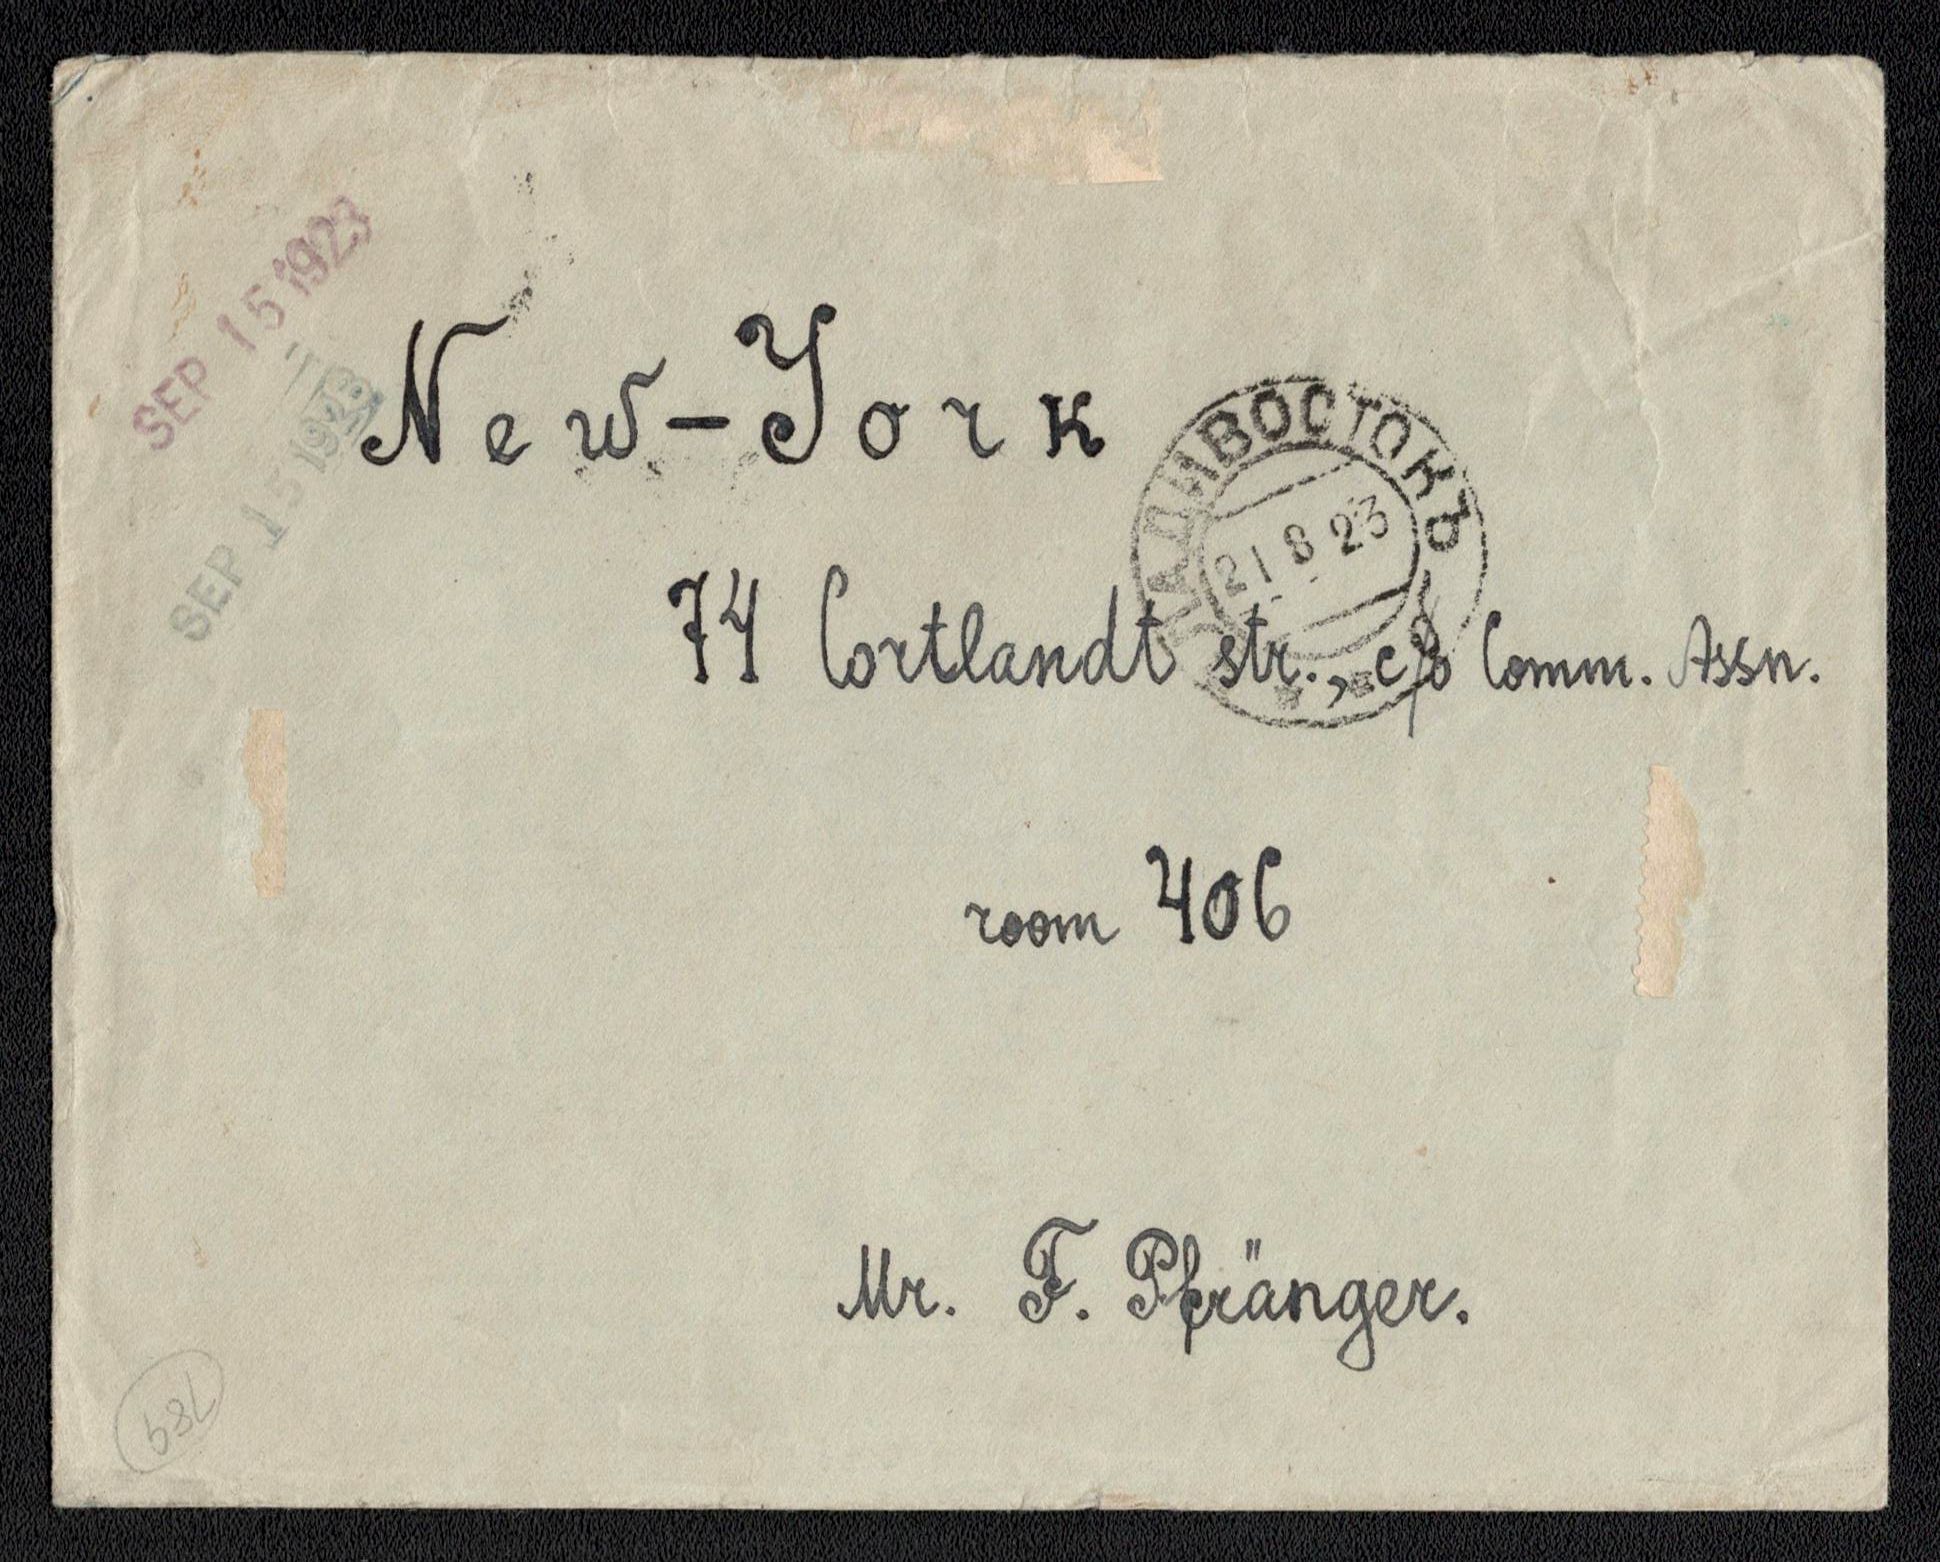 SEP 15 1923
SEP 15 1923
New-York
ВЛАДИВОСТОКЪ
21 8 23
74 Cortlandt str., c/o Comm. Assn.
room 406
Mr. F. Pfränger.
789